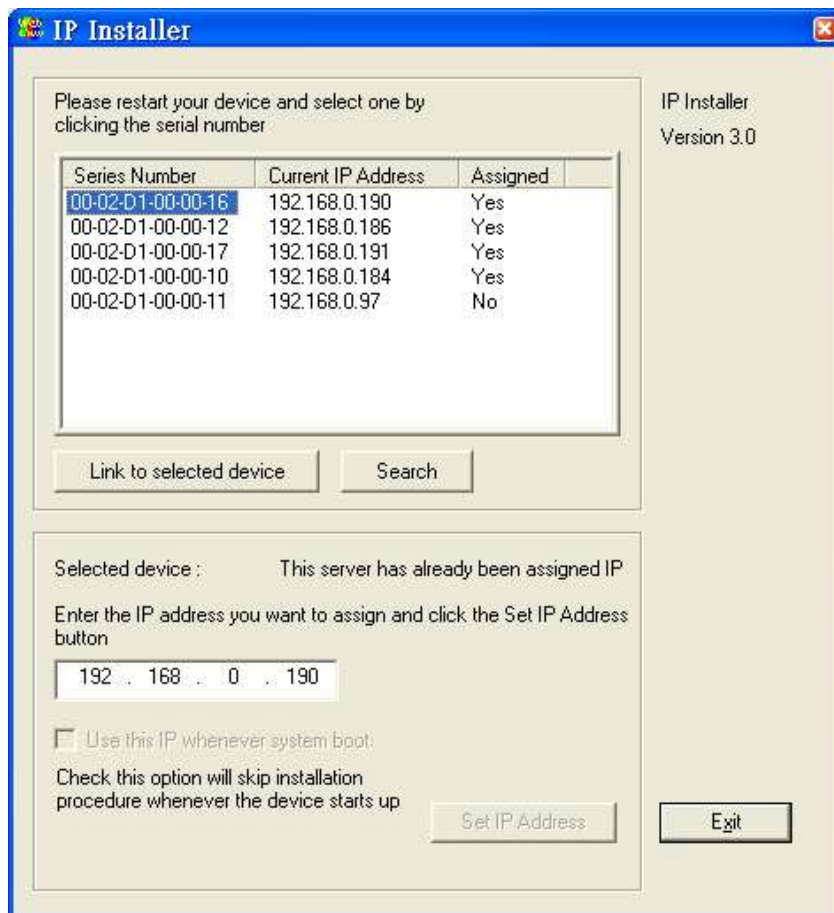 IP Installer
Please restart your device and select one by
clicking the serial number
IP Installer
Version 3.0
Series Number Current IP Address Assigned
00-02-D1-00-00-16 192.168.0.190 Yes
00-02-D1-00-00-12 192.168.0.186 Yes
00-02-D1-00-00-17 192.168.0.191 Yes
00-02-D1-00-00-10 192.168.0.184 Yes
00-02-D1-00-00-11 192.168.0.97 No
Link to selected device Search
Selected device : This server has already been assigned IP
Enter the IP address you want to assign and click the Set IP Address
button
192 . 168 . 0 . 190
Use this IP whenever system boot.
Check this option will skip installation
procedure whenever the device starts up
Set IP Address Exit